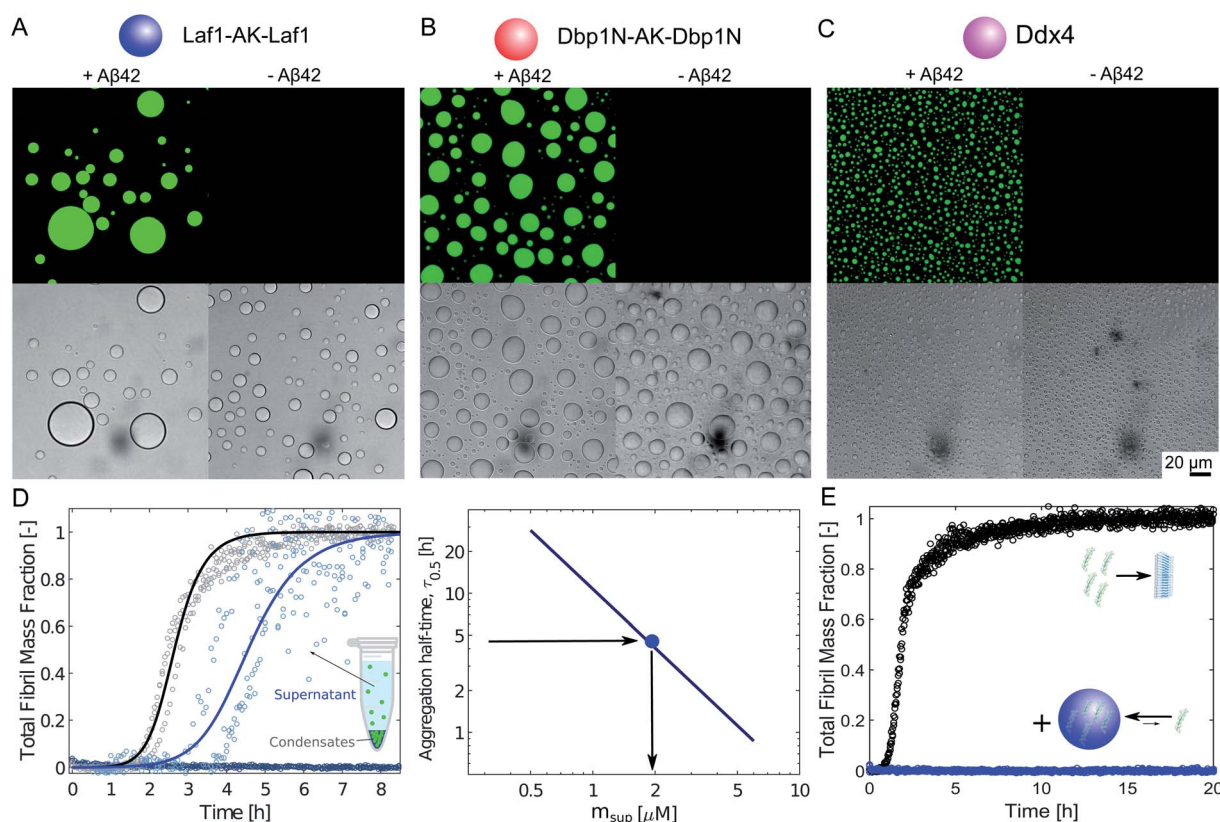 A
Laf1-AK-Laf1
+ Aβ42
- Aβ42
B
Dbp1N-AK-Dbp1N
+ Aβ42
- Aβ42
C
Ddx4
+ Aβ42
- Aβ42
20 µm
D
Total Fibril Mass Fraction [-]
1
0.8
0.6
0.4
0.2
0
0 1 2 3 4 5 6 7 8
Time [h]
Supernatant
Condensates
Aggregation half-time, τ0.5 [h]
20
10
5
2
1
0.5 1 2 5 10
msup [µM]
E
Total Fibril Mass Fraction [-]
1
0.8
0.6
0.4
0.2
0
0 5 10 15 20
Time [h]
+